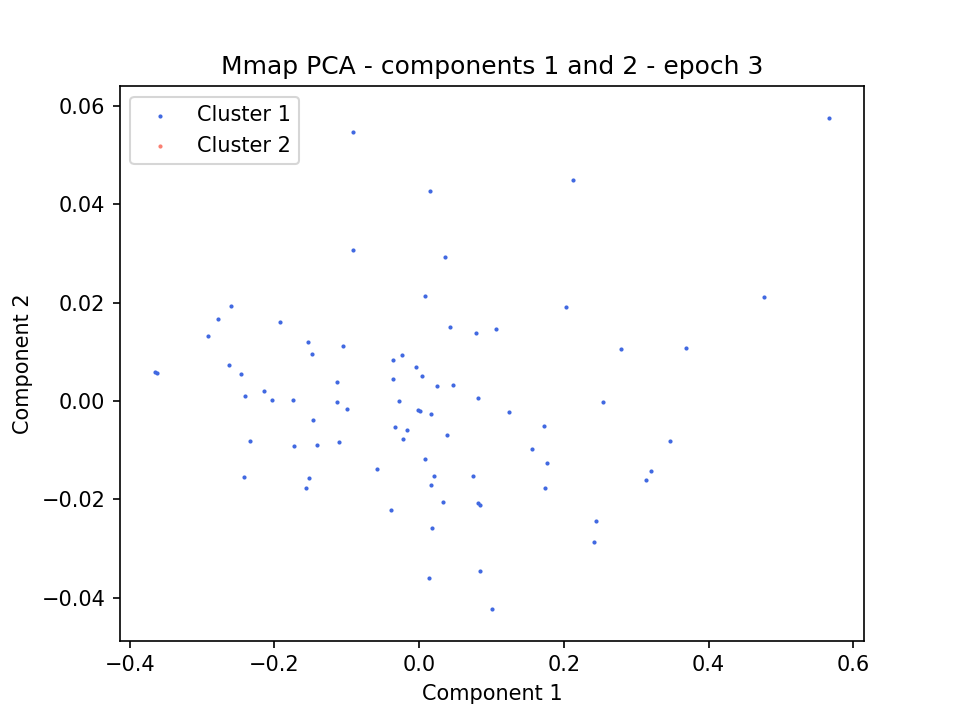 Mmap PCA - components 1 and 2 - epoch 3
Cluster 1
Cluster 2
0.06
0.04
0.02
0.00
−0.02
−0.04
Component 2
−0.4 −0.2 0.0 0.2 0.4 0.6
Component 1